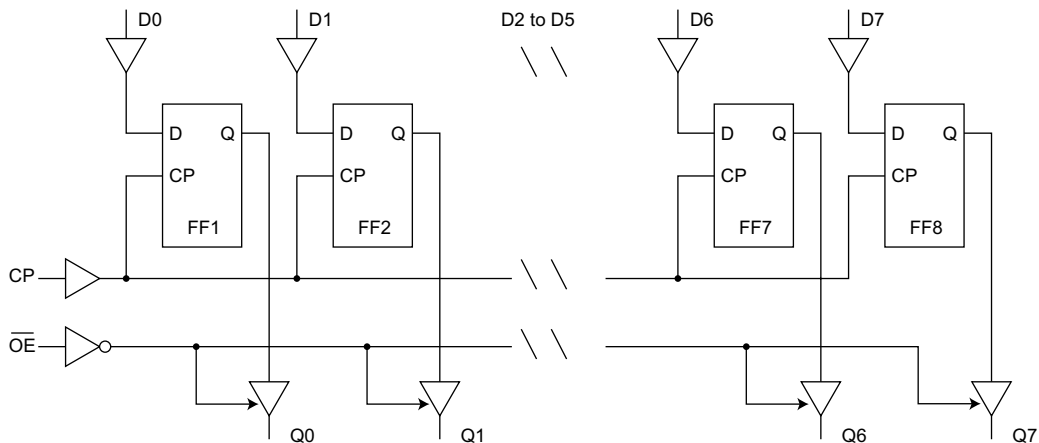 D0 D1 D2 to D5 D6 D7
D Q D Q D Q D Q
CP CP CP CP
FF1 FF2 FF7 FF8
CP
O̅E̅
Q0 Q1 Q6 Q7